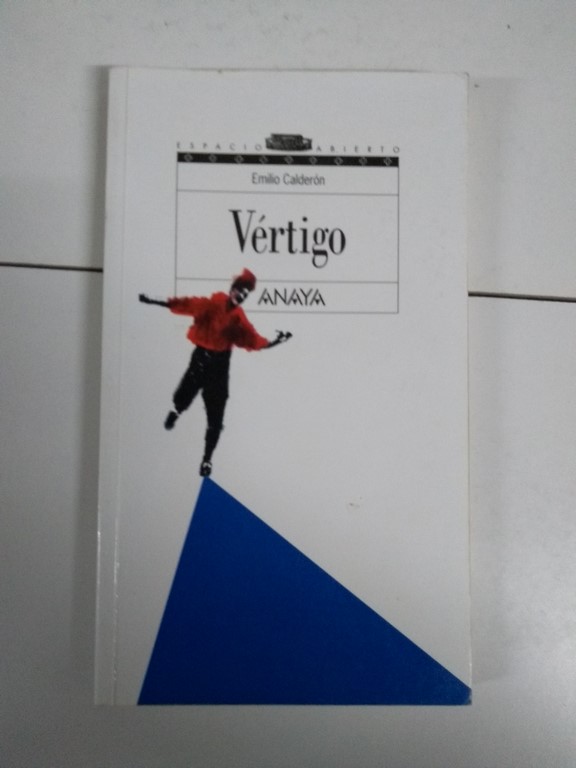 ESPACIO ABIERTO
Emilio Calderón
Vértigo
ANAYA